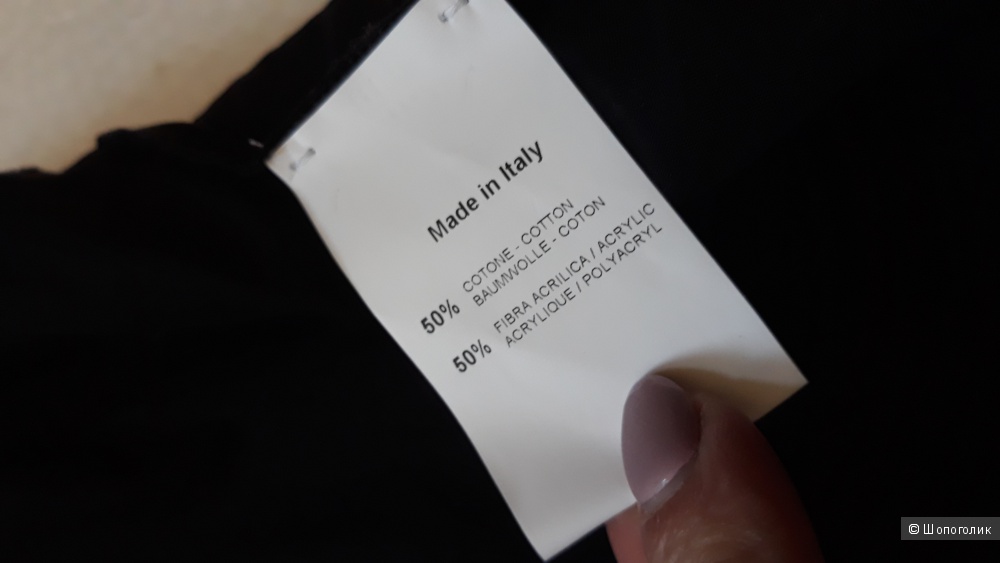 Made in Italy
50% COTONE - COTTON
BAUMWOLLE - COTON
50% FIBRA ACRILICA / ACRYLIC
ACRYLIQUE / POLYACRYL
© Шопоголик